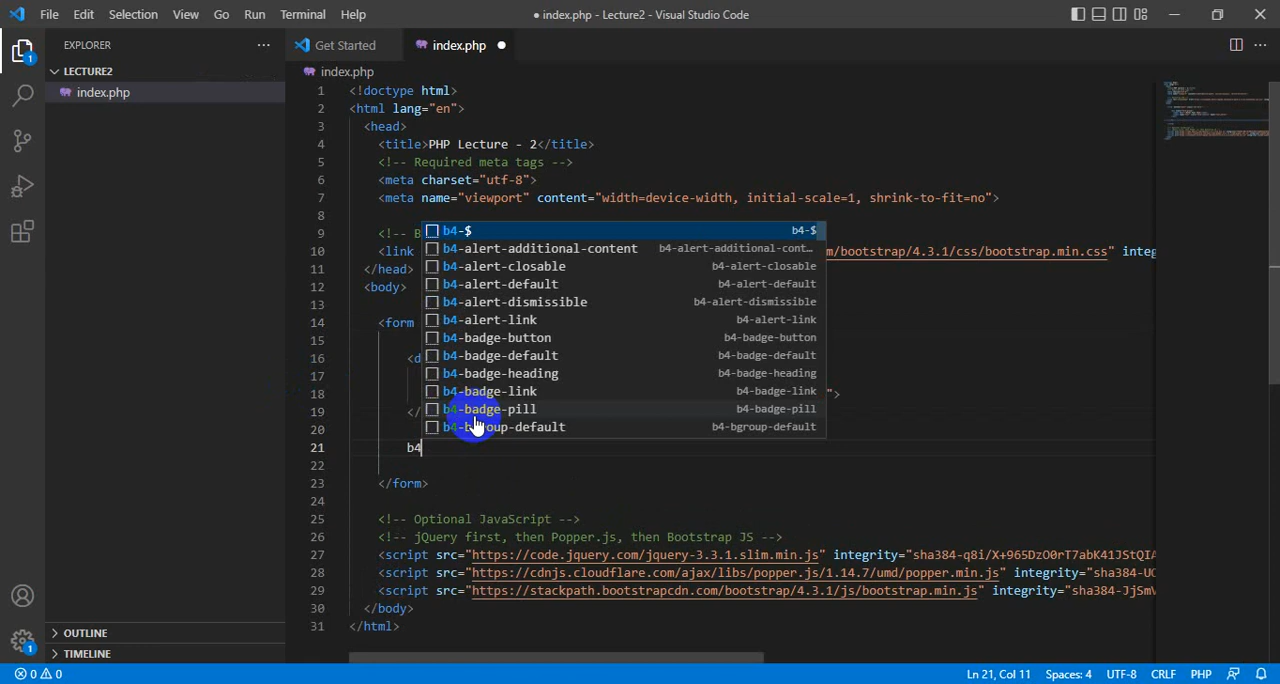 File Edit Selection View Go Run Terminal Help
● index.php - Lecture2 - Visual Studio Code
EXPLORER
LECTURE2
index.php
OUTLINE
TIMELINE
Get Started
index.php
index.php
1 <!doctype html>
2 <html lang="en">
3 <head>
4 <title>PHP Lecture - 2</title>
5 <!-- Required meta tags -->
6 <meta charset="utf-8">
7 <meta name="viewport" content="width=device-width, initial-scale=1, shrink-to-fit=no">
8
9 <!-- B
10 <link m/bootstrap/4.3.1/css/bootstrap.min.css" integ
11 </head>
12 <body>
13
14 <form
15
16 <d
17
18 ">
19 </
20
21 b4
22
23 </form>
24
25 <!-- Optional JavaScript -->
26 <!-- jQuery first, then Popper.js, then Bootstrap JS -->
27 <script src="https://code.jquery.com/jquery-3.3.1.slim.min.js" integrity="sha384-q8i/X+965DzO0rT7abK41JStQIA
28 <script src="https://cdnjs.cloudflare.com/ajax/libs/popper.js/1.14.7/umd/popper.min.js" integrity="sha384-UO
29 <script src="https://stackpath.bootstrapcdn.com/bootstrap/4.3.1/js/bootstrap.min.js" integrity="sha384-JjSmV
30 </body>
31 </html>
b4-$ b4-$
b4-alert-additional-content b4-alert-additional-cont…
b4-alert-closable b4-alert-closable
b4-alert-default b4-alert-default
b4-alert-dismissible b4-alert-dismissible
b4-alert-link b4-alert-link
b4-badge-button b4-badge-button
b4-badge-default b4-badge-default
b4-badge-heading b4-badge-heading
b4-badge-link b4-badge-link
b4-badge-pill b4-badge-pill
b4-bgroup-default b4-bgroup-default
1
1
0 0
Ln 21, Col 11 Spaces: 4 UTF-8 CRLF PHP